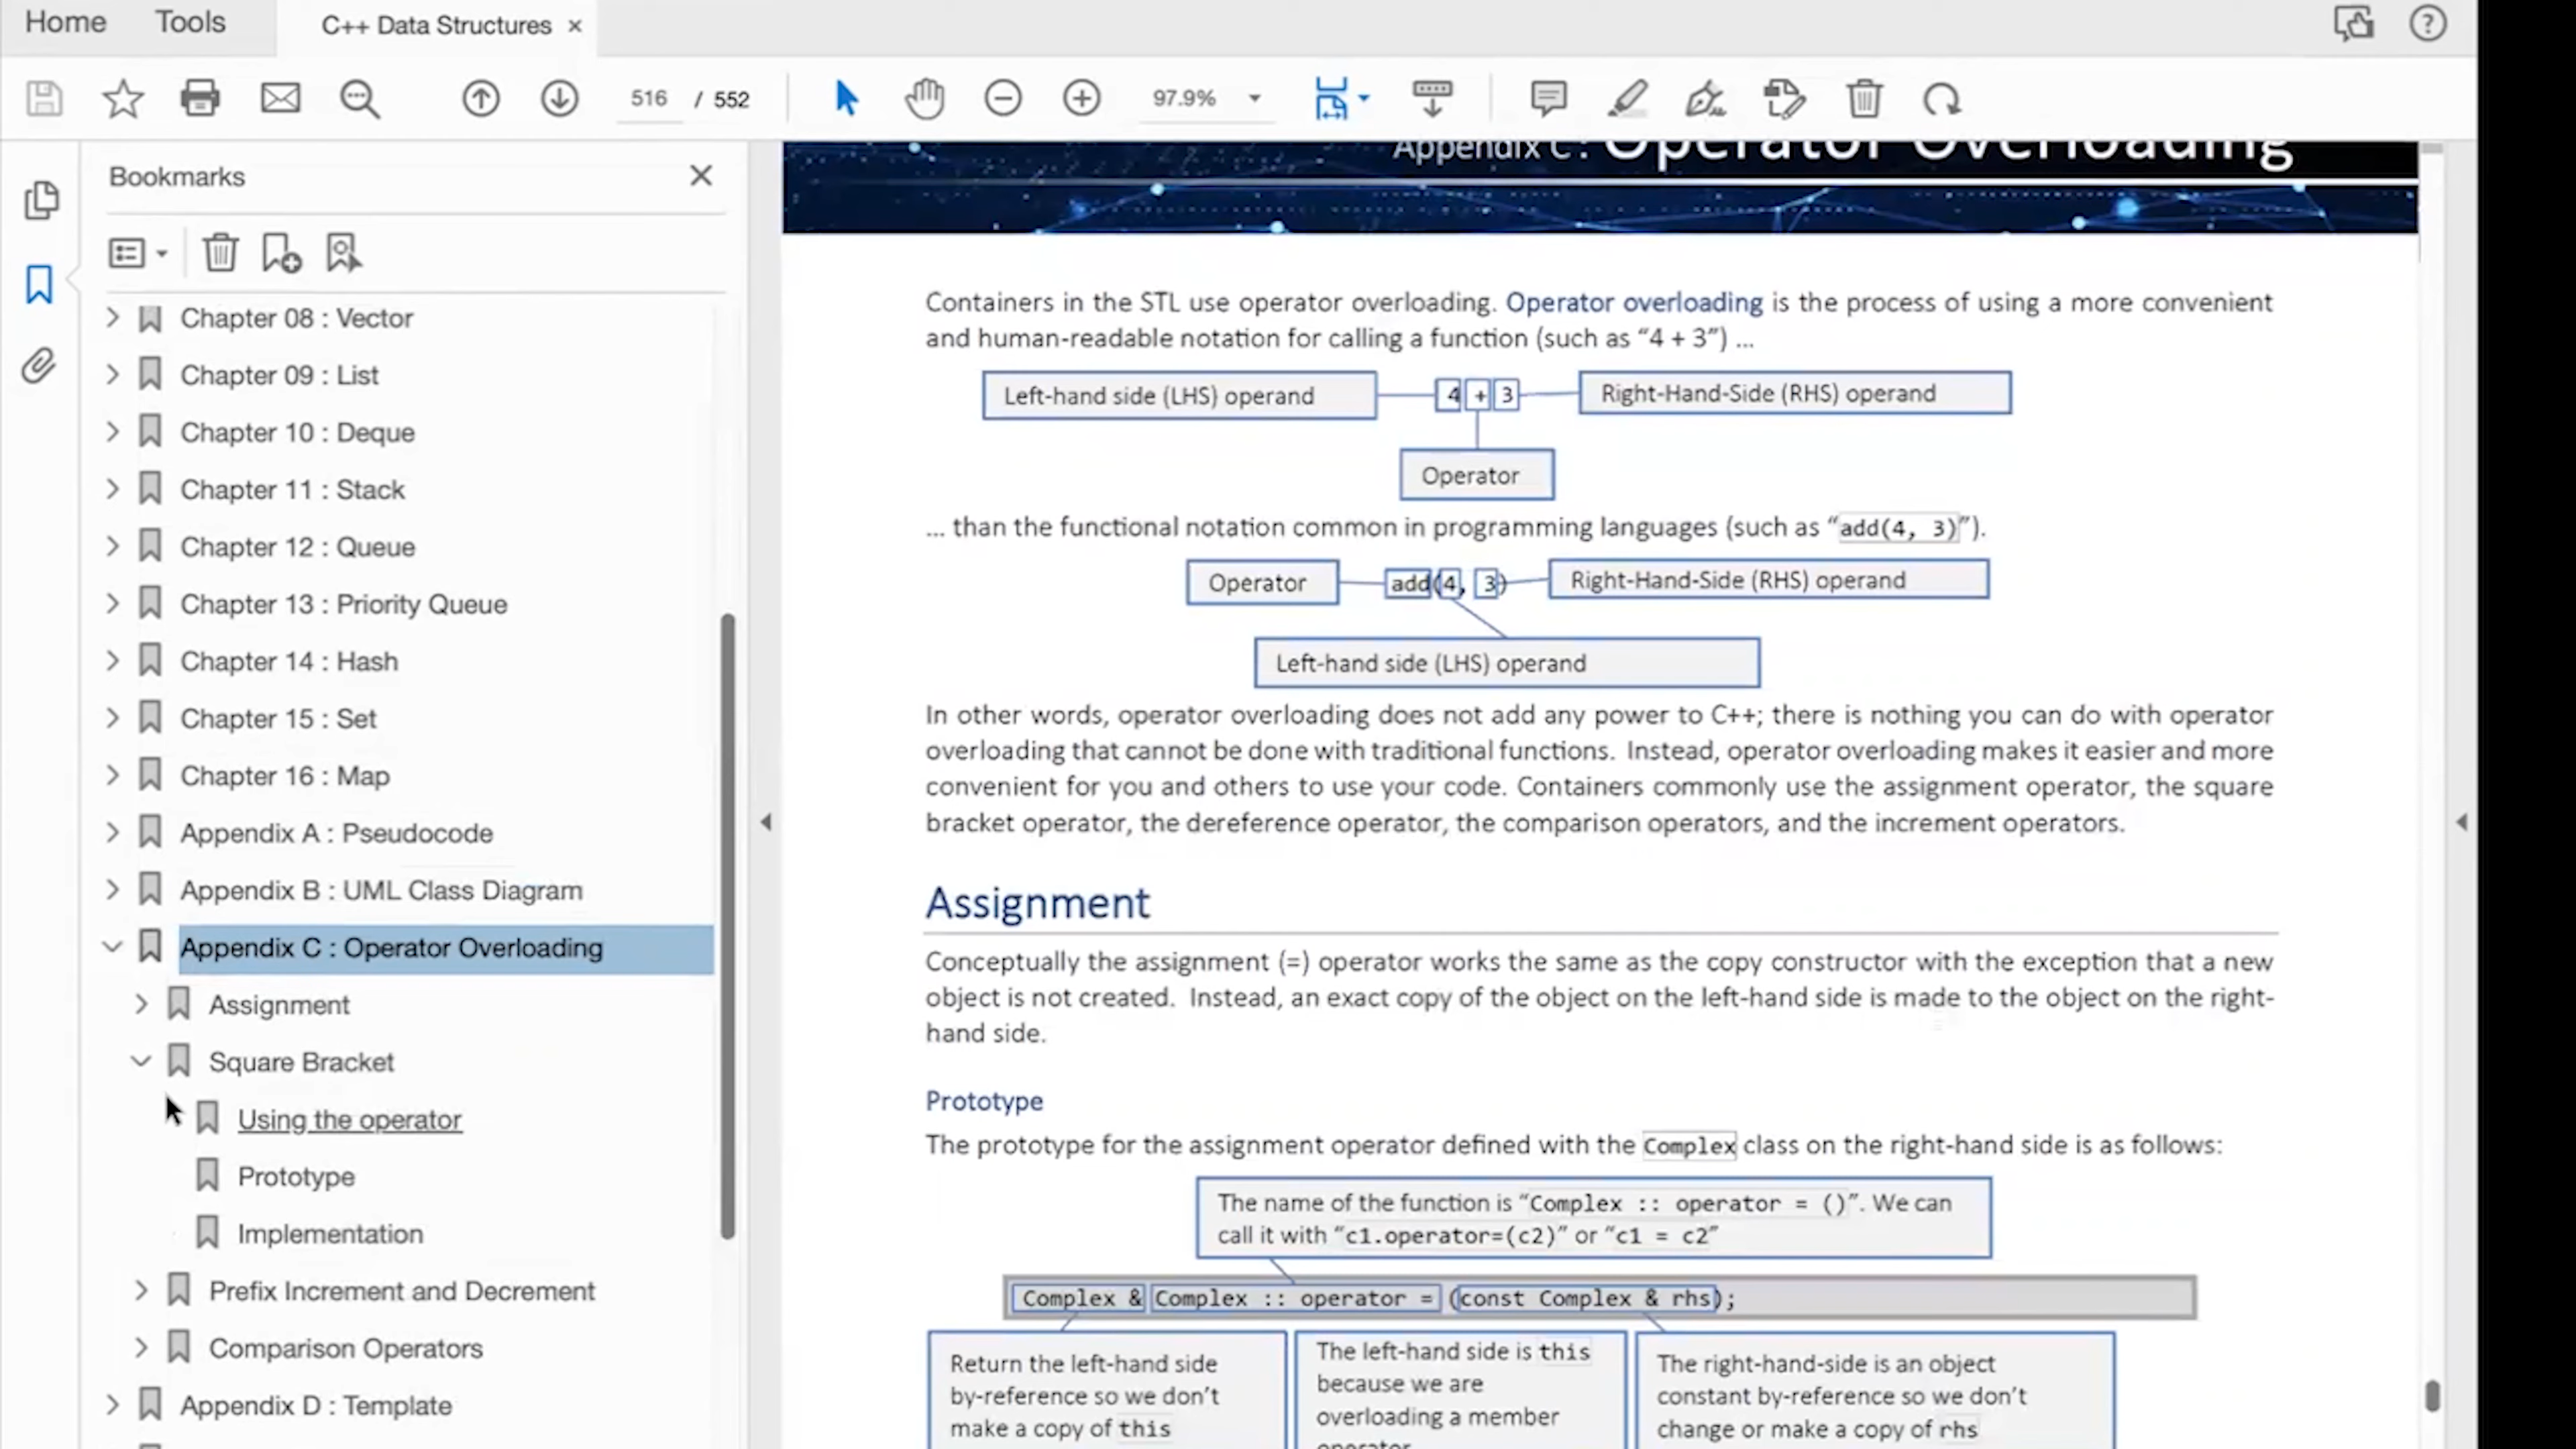 Home Tools C++ Data Structures ×
516 / 552 97.9%
Bookmarks
Chapter 08 : Vector
Chapter 09 : List
Chapter 10 : Deque
Chapter 11 : Stack
Chapter 12 : Queue
Chapter 13 : Priority Queue
Chapter 14 : Hash
Chapter 15 : Set
Chapter 16 : Map
Appendix A : Pseudocode
Appendix B : UML Class Diagram
Appendix C : Operator Overloading
Assignment
Square Bracket
Using the operator
Prototype
Implementation
Prefix Increment and Decrement
Comparison Operators
Appendix D : Template
Appendix C : Operator Overloading
Containers in the STL use operator overloading. Operator overloading is the process of using a more convenient
and human-readable notation for calling a function (such as “4 + 3”) ...
Left-hand side (LHS) operand 4 + 3 Right-Hand-Side (RHS) operand
Operator
... than the functional notation common in programming languages (such as “add(4, 3)”).
Operator add(4, 3) Right-Hand-Side (RHS) operand
Left-hand side (LHS) operand
In other words, operator overloading does not add any power to C++; there is nothing you can do with operator
overloading that cannot be done with traditional functions. Instead, operator overloading makes it easier and more
convenient for you and others to use your code. Containers commonly use the assignment operator, the square
bracket operator, the dereference operator, the comparison operators, and the increment operators.
Assignment
Conceptually the assignment (=) operator works the same as the copy constructor with the exception that a new
object is not created. Instead, an exact copy of the object on the left-hand side is made to the object on the right-
hand side.
Prototype
The prototype for the assignment operator defined with the Complex class on the right-hand side is as follows:
The name of the function is “Complex :: operator = ()”. We can
call it with “c1.operator=(c2)” or “c1 = c2”
Complex & Complex :: operator = (const Complex & rhs);
Return the left-hand side
by-reference so we don’t
make a copy of this
The left-hand side is this
because we are
overloading a member
operator
The right-hand-side is an object
constant by-reference so we don’t
change or make a copy of rhs